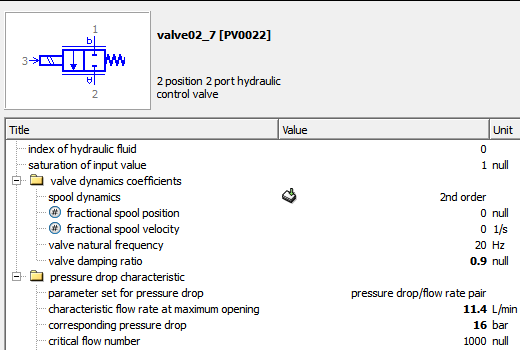 1
valve02_7 [PV0022]
b
3
a
2
2 position 2 port hydraulic
control valve
Title Value Unit
index of hydraulic fluid 0
saturation of input value 1 null
valve dynamics coefficients
spool dynamics 2nd order
# fractional spool position 0 null
# fractional spool velocity 0 1/s
valve natural frequency 20 Hz
valve damping ratio 0.9 null
pressure drop characteristic
parameter set for pressure drop pressure drop/flow rate pair
characteristic flow rate at maximum opening 11.4 L/min
corresponding pressure drop 16 bar
critical flow number 1000 null